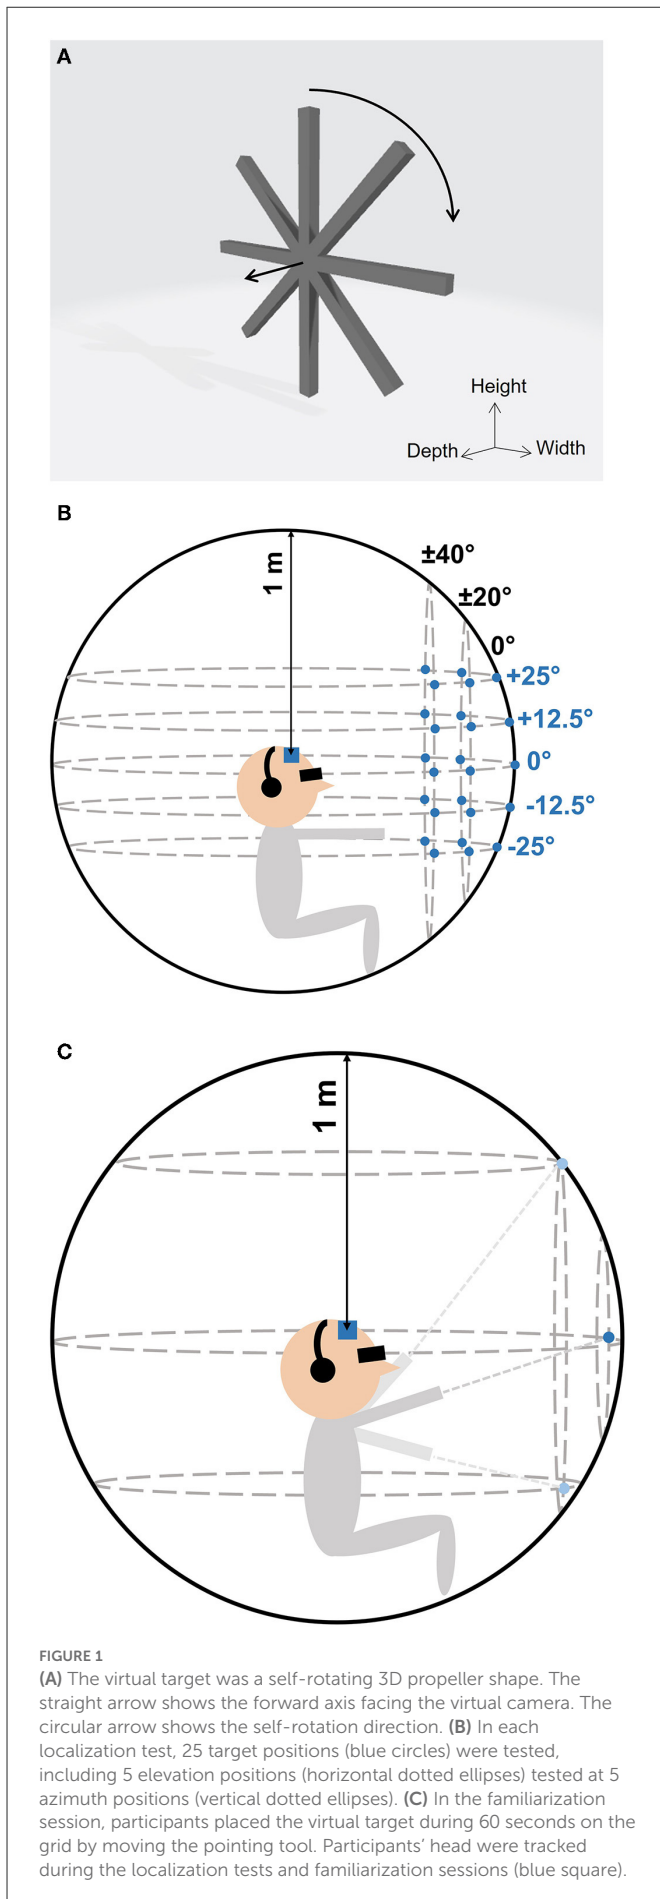 A
Height
Depth
Width
B
1 m
±40°
±20°
0°
+25°
+12.5°
0°
-12.5°
-25°
C
1 m
FIGURE 1
(A) The virtual target was a self-rotating 3D propeller shape. The
straight arrow shows the forward axis facing the virtual camera. The
circular arrow shows the self-rotation direction. (B) In each
localization test, 25 target positions (blue circles) were tested,
including 5 elevation positions (horizontal dotted ellipses) tested at 5
azimuth positions (vertical dotted ellipses). (C) In the familiarization
session, participants placed the virtual target during 60 seconds on the
grid by moving the pointing tool. Participants' head were tracked
during the localization tests and familiarization sessions (blue square).